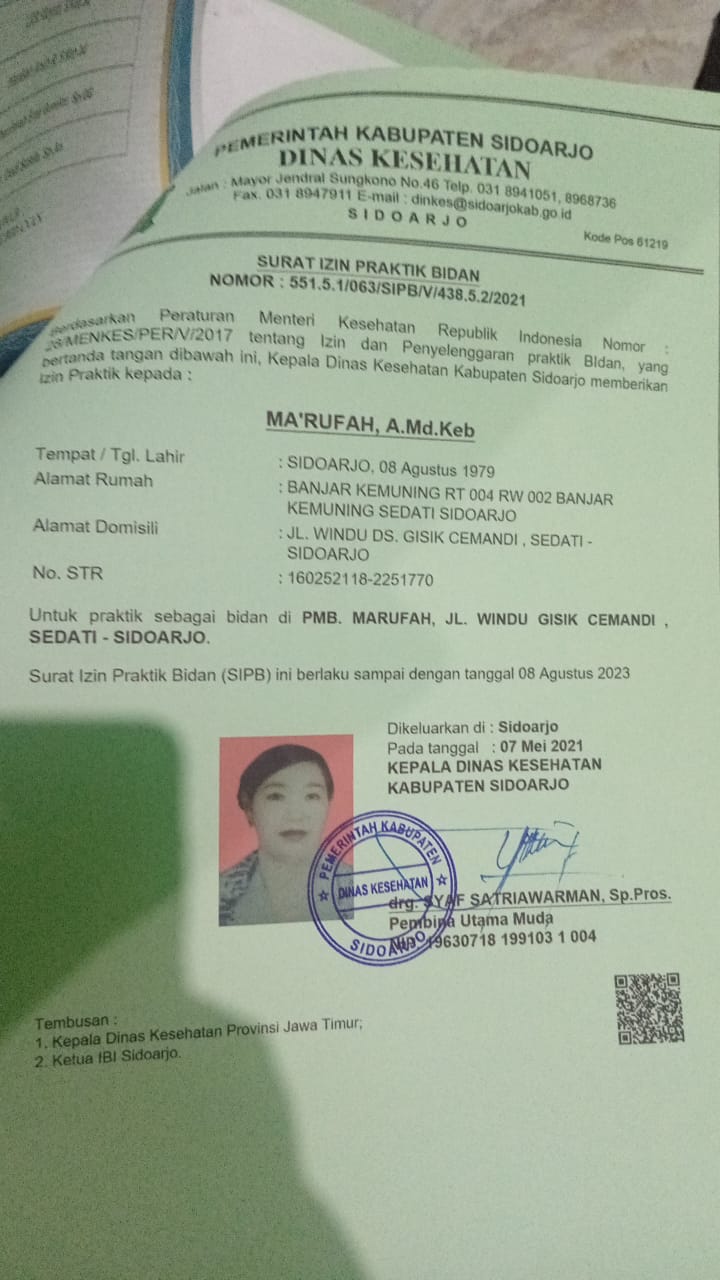 PEMERINTAH KABUPATEN SIDOARJO
DINAS KESEHATAN
Jalan : Mayor Jendral Sungkono No.46 Telp. 031 8941051, 8968736
Fax. 031 8947911 E-mail : dinkes@sidoarjokab.go.id
SIDOARJO
Kode Pos 61219
SURAT IZIN PRAKTIK BIDAN
NOMOR : 551.5.1/063/SIPB/V/438.5.2/2021
Berdasarkan Peraturan Menteri Kesehatan Republik Indonesia Nomor :
28/MENKES/PER/V/2017 tentang Izin dan Penyelenggaran praktik BIdan, yang
bertanda tangan dibawah ini, Kepala Dinas Kesehatan Kabupaten Sidoarjo memberikan
Izin Praktik kepada :
MA'RUFAH, A.Md.Keb
Tempat / Tgl. Lahir : SIDOARJO, 08 Agustus 1979
Alamat Rumah : BANJAR KEMUNING RT 004 RW 002 BANJAR
KEMUNING SEDATI SIDOARJO
Alamat Domisili : JL. WINDU DS. GISIK CEMANDI , SEDATI -
SIDOARJO
No. STR : 160252118-2251770
Untuk praktik sebagai bidan di PMB. MARUFAH, JL. WINDU GISIK CEMANDI ,
SEDATI - SIDOARJO.
Surat Izin Praktik Bidan (SIPB) ini berlaku sampai dengan tanggal 08 Agustus 2023
Dikeluarkan di : Sidoarjo
Pada tanggal : 07 Mei 2021
KEPALA DINAS KESEHATAN
KABUPATEN SIDOARJO
PEMERINTAH KABUPATEN
DINAS KESEHATAN
SIDOARJO
drg. SYAF SATRIAWARMAN, Sp.Pros.
Pembina Utama Muda
19630718 199103 1 004
Tembusan :
1. Kepala Dinas Kesehatan Provinsi Jawa Timur;
2. Ketua IBI Sidoarjo.